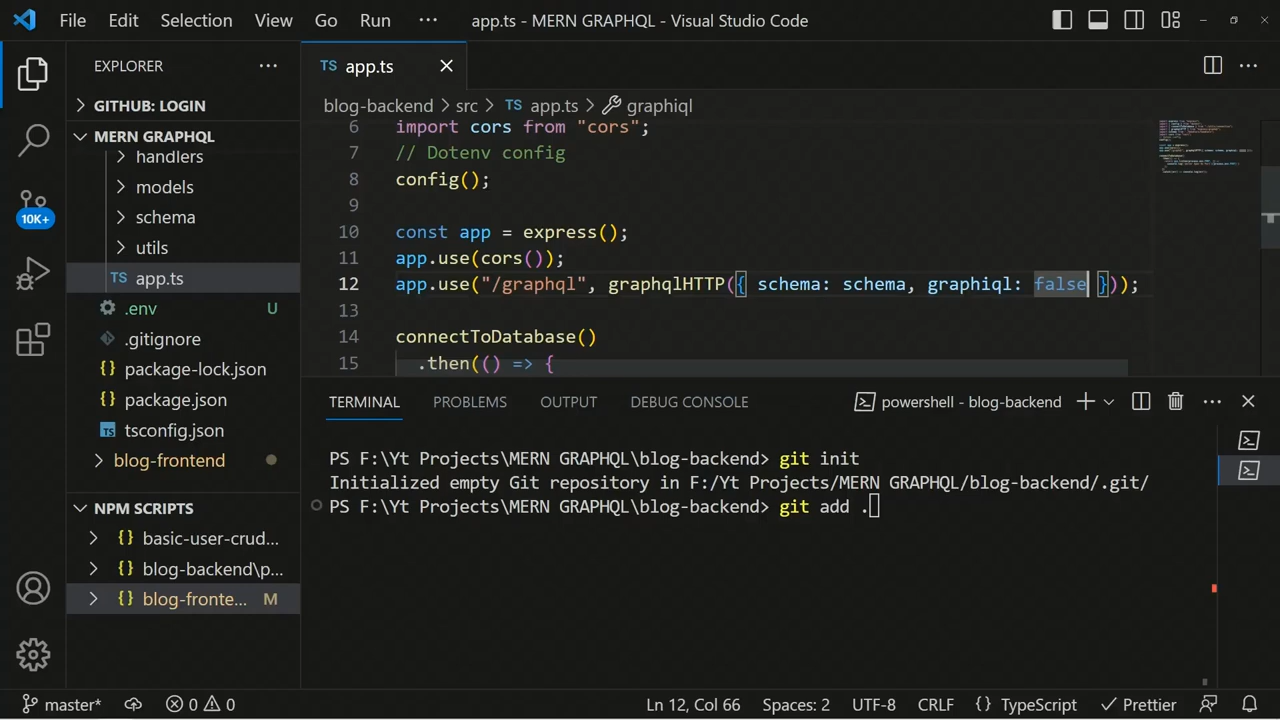 File Edit Selection View Go Run ··· app.ts - MERN GRAPHQL - Visual Studio Code
EXPLORER ···
GITHUB: LOGIN
MERN GRAPHQL
handlers
models
schema
utils
TS app.ts
.env U
.gitignore
{} package-lock.json
{} package.json
TS tsconfig.json
blog-frontend
NPM SCRIPTS
{} basic-user-crud...
{} blog-backend\p...
{} blog-fronte... M
10K+
TS app.ts
blog-backend > src > TS app.ts > graphiql
6 import cors from "cors";
7 // Dotenv config
8 config();
9
10 const app = express();
11 app.use(cors());
12 app.use("/graphql", graphqlHTTP({ schema: schema, graphiql: false }));
13
14 connectToDatabase()
15 .then(() => {
TERMINAL PROBLEMS OUTPUT DEBUG CONSOLE powershell - blog-backend
PS F:\Yt Projects\MERN GRAPHQL\blog-backend> git init
Initialized empty Git repository in F:/Yt Projects/MERN GRAPHQL/blog-backend/.git/
PS F:\Yt Projects\MERN GRAPHQL\blog-backend> git add .
master* 0 0 Ln 12, Col 66 Spaces: 2 UTF-8 CRLF {} TypeScript Prettier